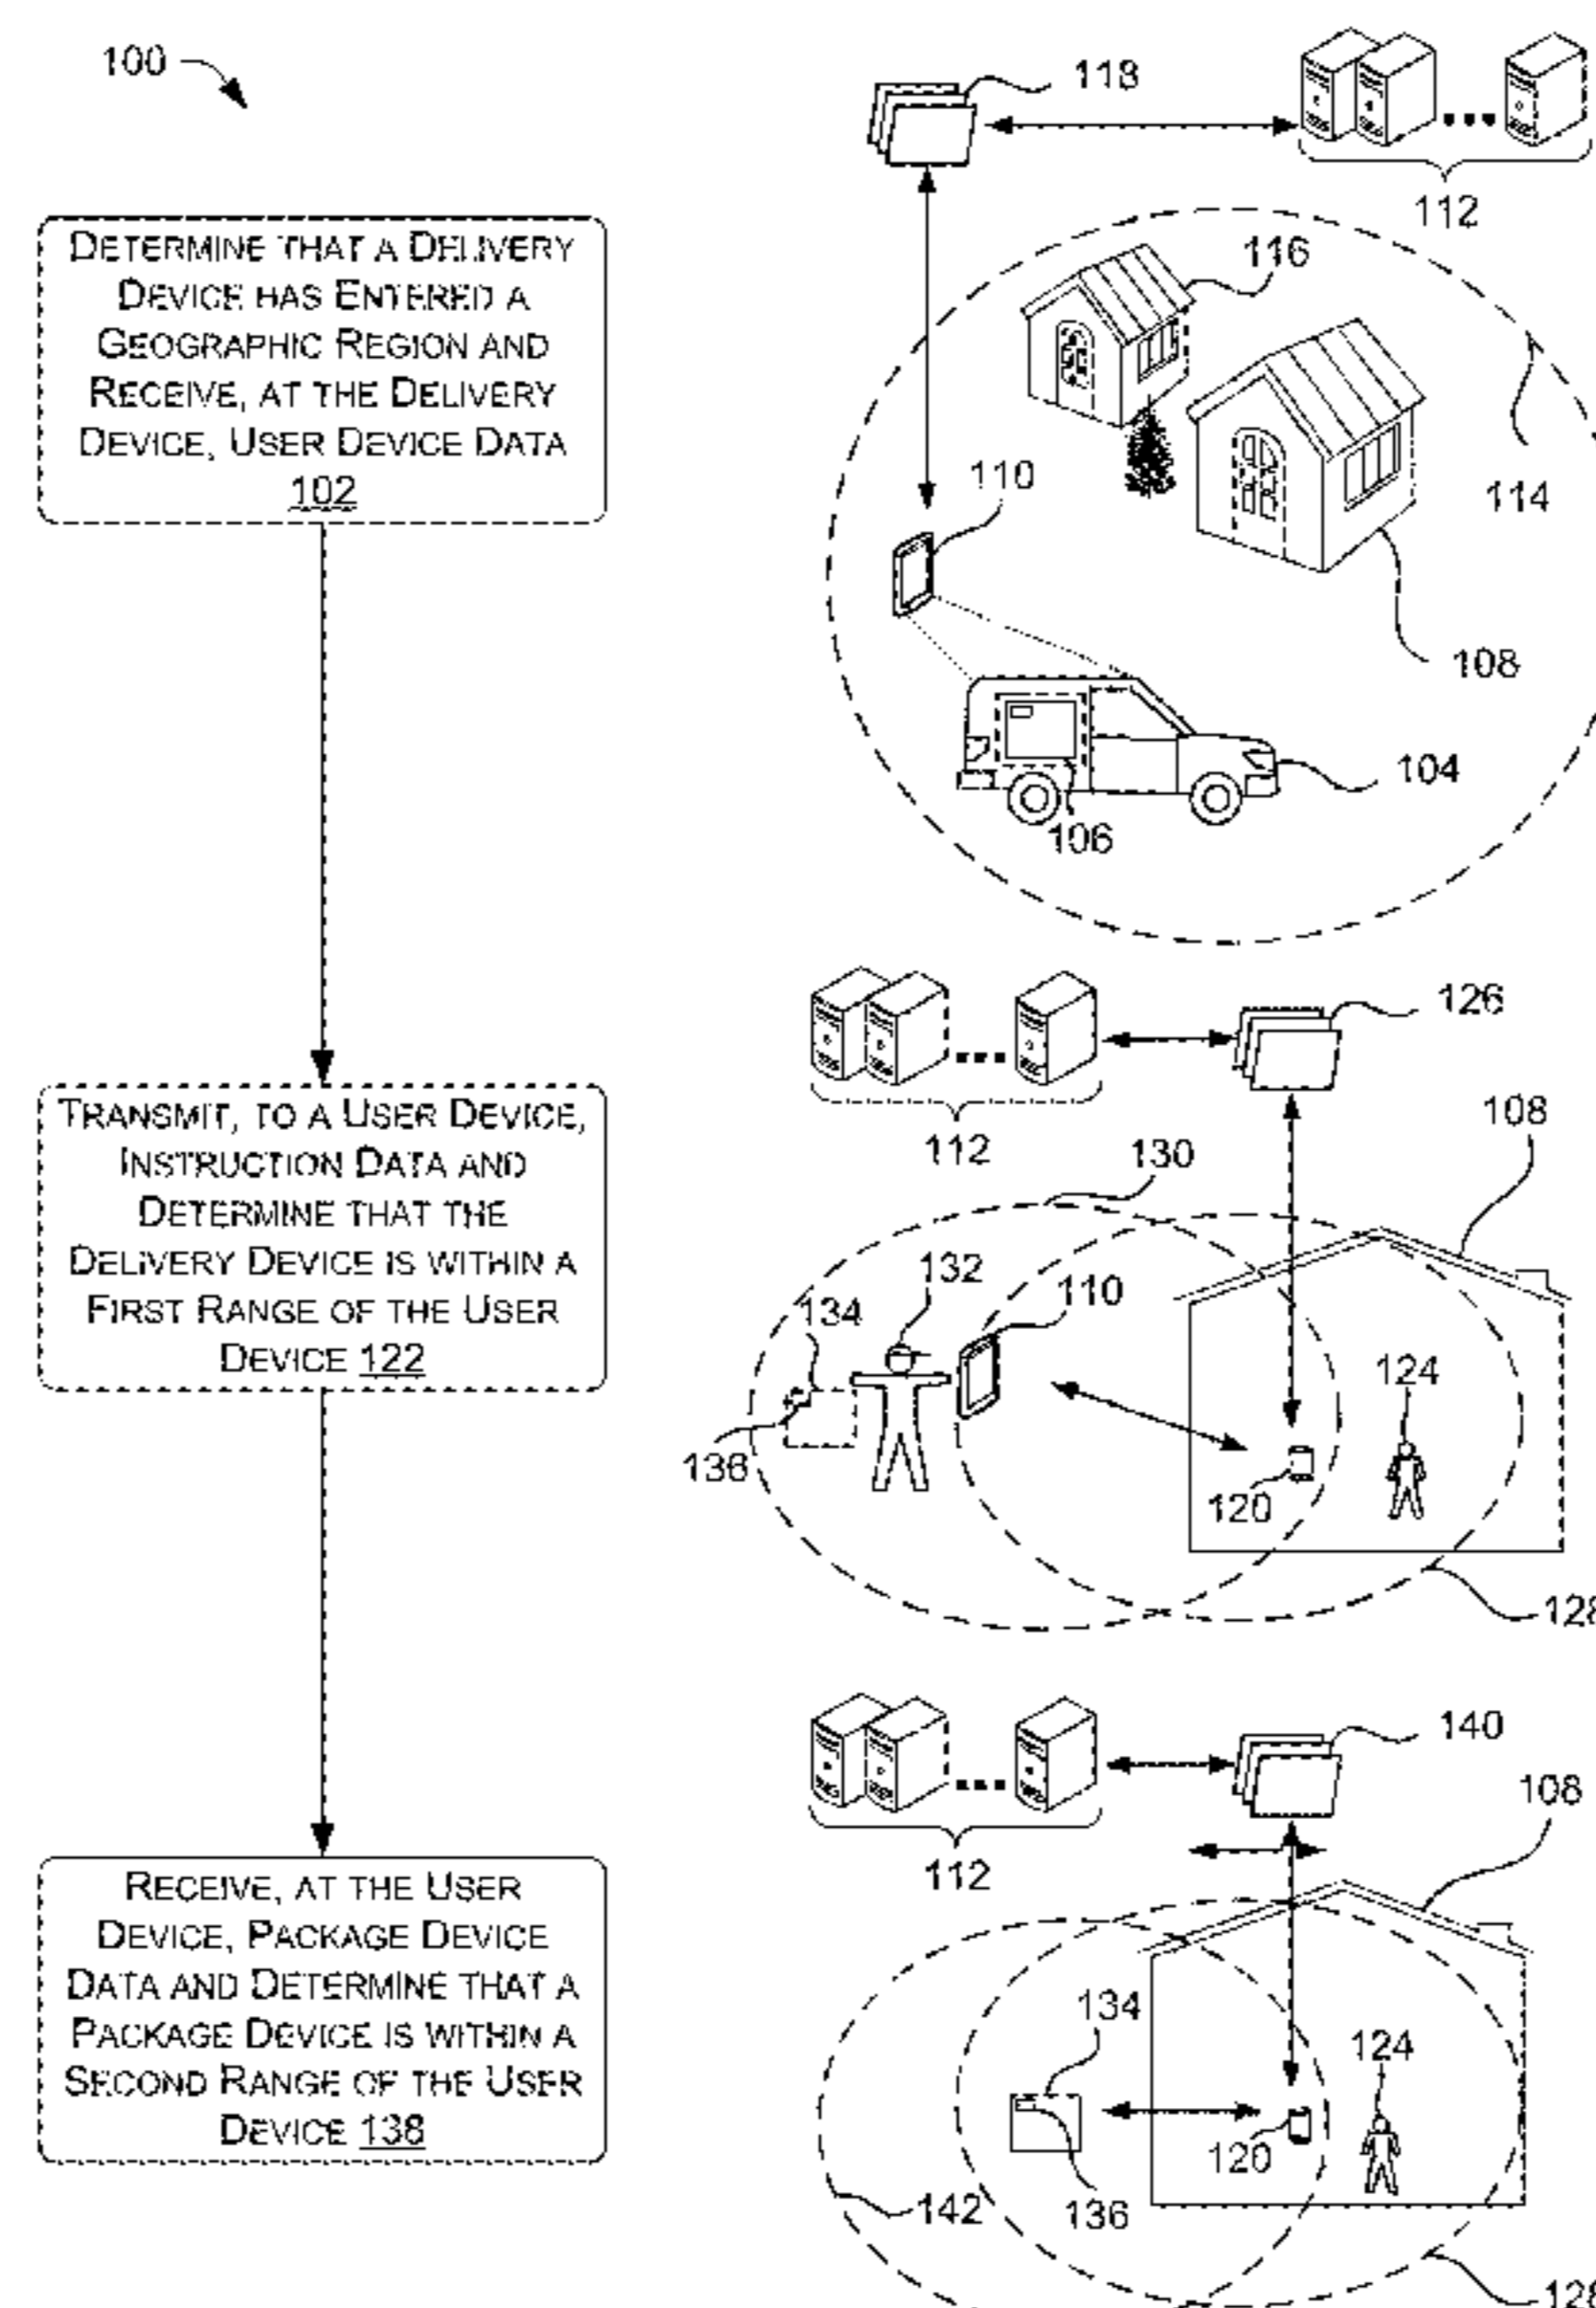 100
118
112
DETERMINE THAT A DELIVERY
DEVICE HAS ENTERED A
GEOGRAPHIC REGION AND
RECEIVE, AT THE DELIVERY
DEVICE, USER DEVICE DATA
102
116
114
110
108
104
106
126
112
108
130
TRANSMIT, TO A USER DEVICE,
INSTRUCTION DATA AND
DETERMINE THAT THE
DELIVERY DEVICE IS WITHIN A
FIRST RANGE OF THE USER
DEVICE 122
132
134
110
124
136
120
128
140
108
112
RECEIVE, AT THE USER
DEVICE, PACKAGE DEVICE
DATA AND DETERMINE THAT A
PACKAGE DEVICE IS WITHIN A
SECOND RANGE OF THE USER
DEVICE 138
134
124
120
142
136
128